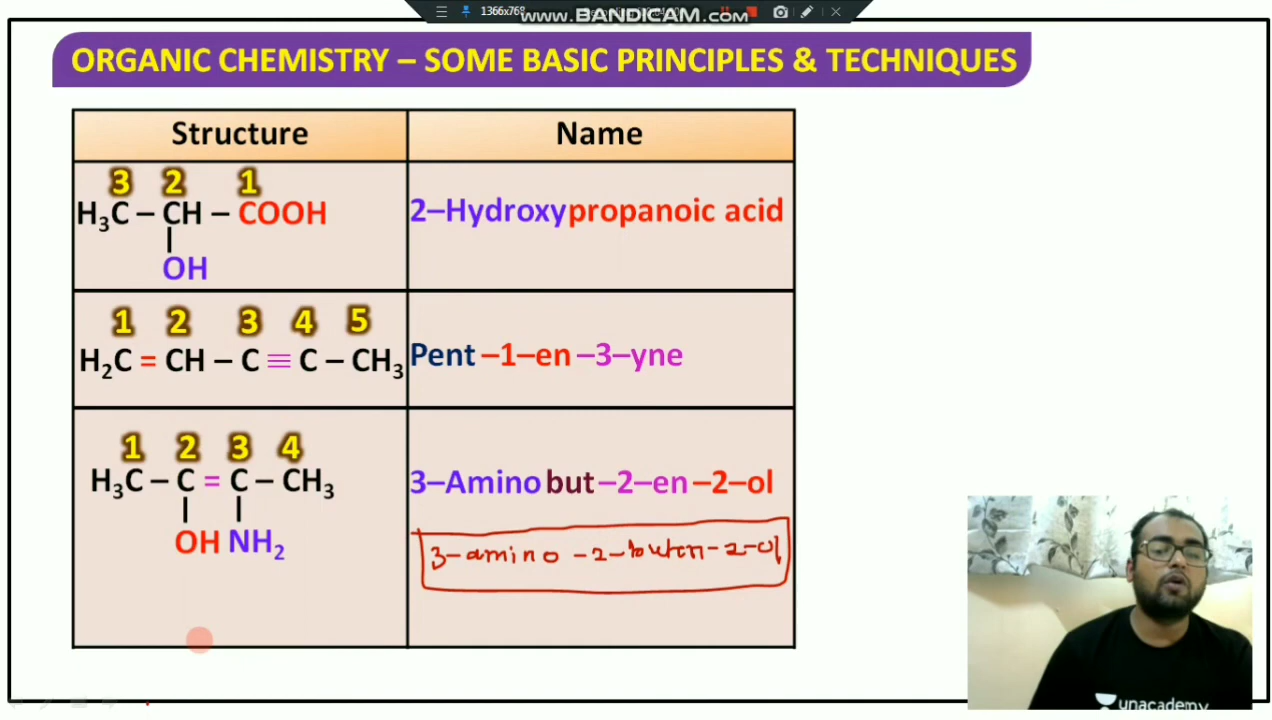 1366x768
www.BANDICAM.com
ORGANIC CHEMISTRY – SOME BASIC PRINCIPLES & TECHNIQUES
Structure Name
3 2 1
H₃C – CH – COOH 2–Hydroxypropanoic acid
OH
1 2 3 4 5
H₂C = CH – C ≡ C – CH₃ Pent –1–en –3–yne
1 2 3 4
H₃C – C = C – CH₃ 3–Amino but –2–en –2–ol
OH NH₂
3-amino -2-buten-2-ol
unacademy